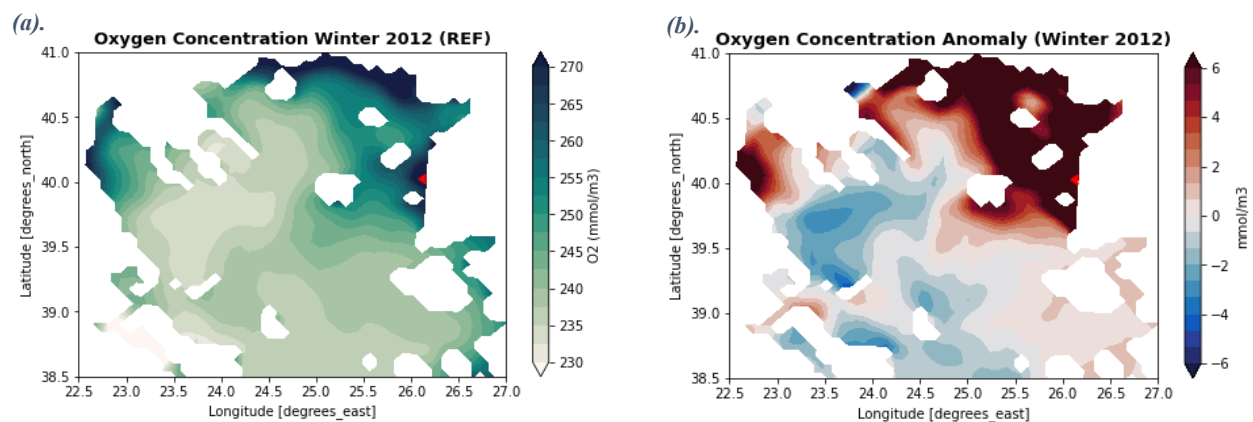 (a).
Oxygen Concentration Winter 2012 (REF)
41.0
40.5
40.0
39.5
39.0
38.5
Latitude [degrees_north]
22.5 23.0 23.5 24.0 24.5 25.0 25.5 26.0 26.5 27.0
Longitude [degrees_east]
270
265
260
255
250
245
240
235
230
O2 (mmol/m3)
(b).
Oxygen Concentration Anomaly (Winter 2012)
41.0
40.5
40.0
39.5
39.0
38.5
Latitude [degrees_north]
22.5 23.0 23.5 24.0 24.5 25.0 25.5 26.0 26.5 27.0
Longitude [degrees_east]
6
4
2
0
−2
−4
−6
mmol/m3